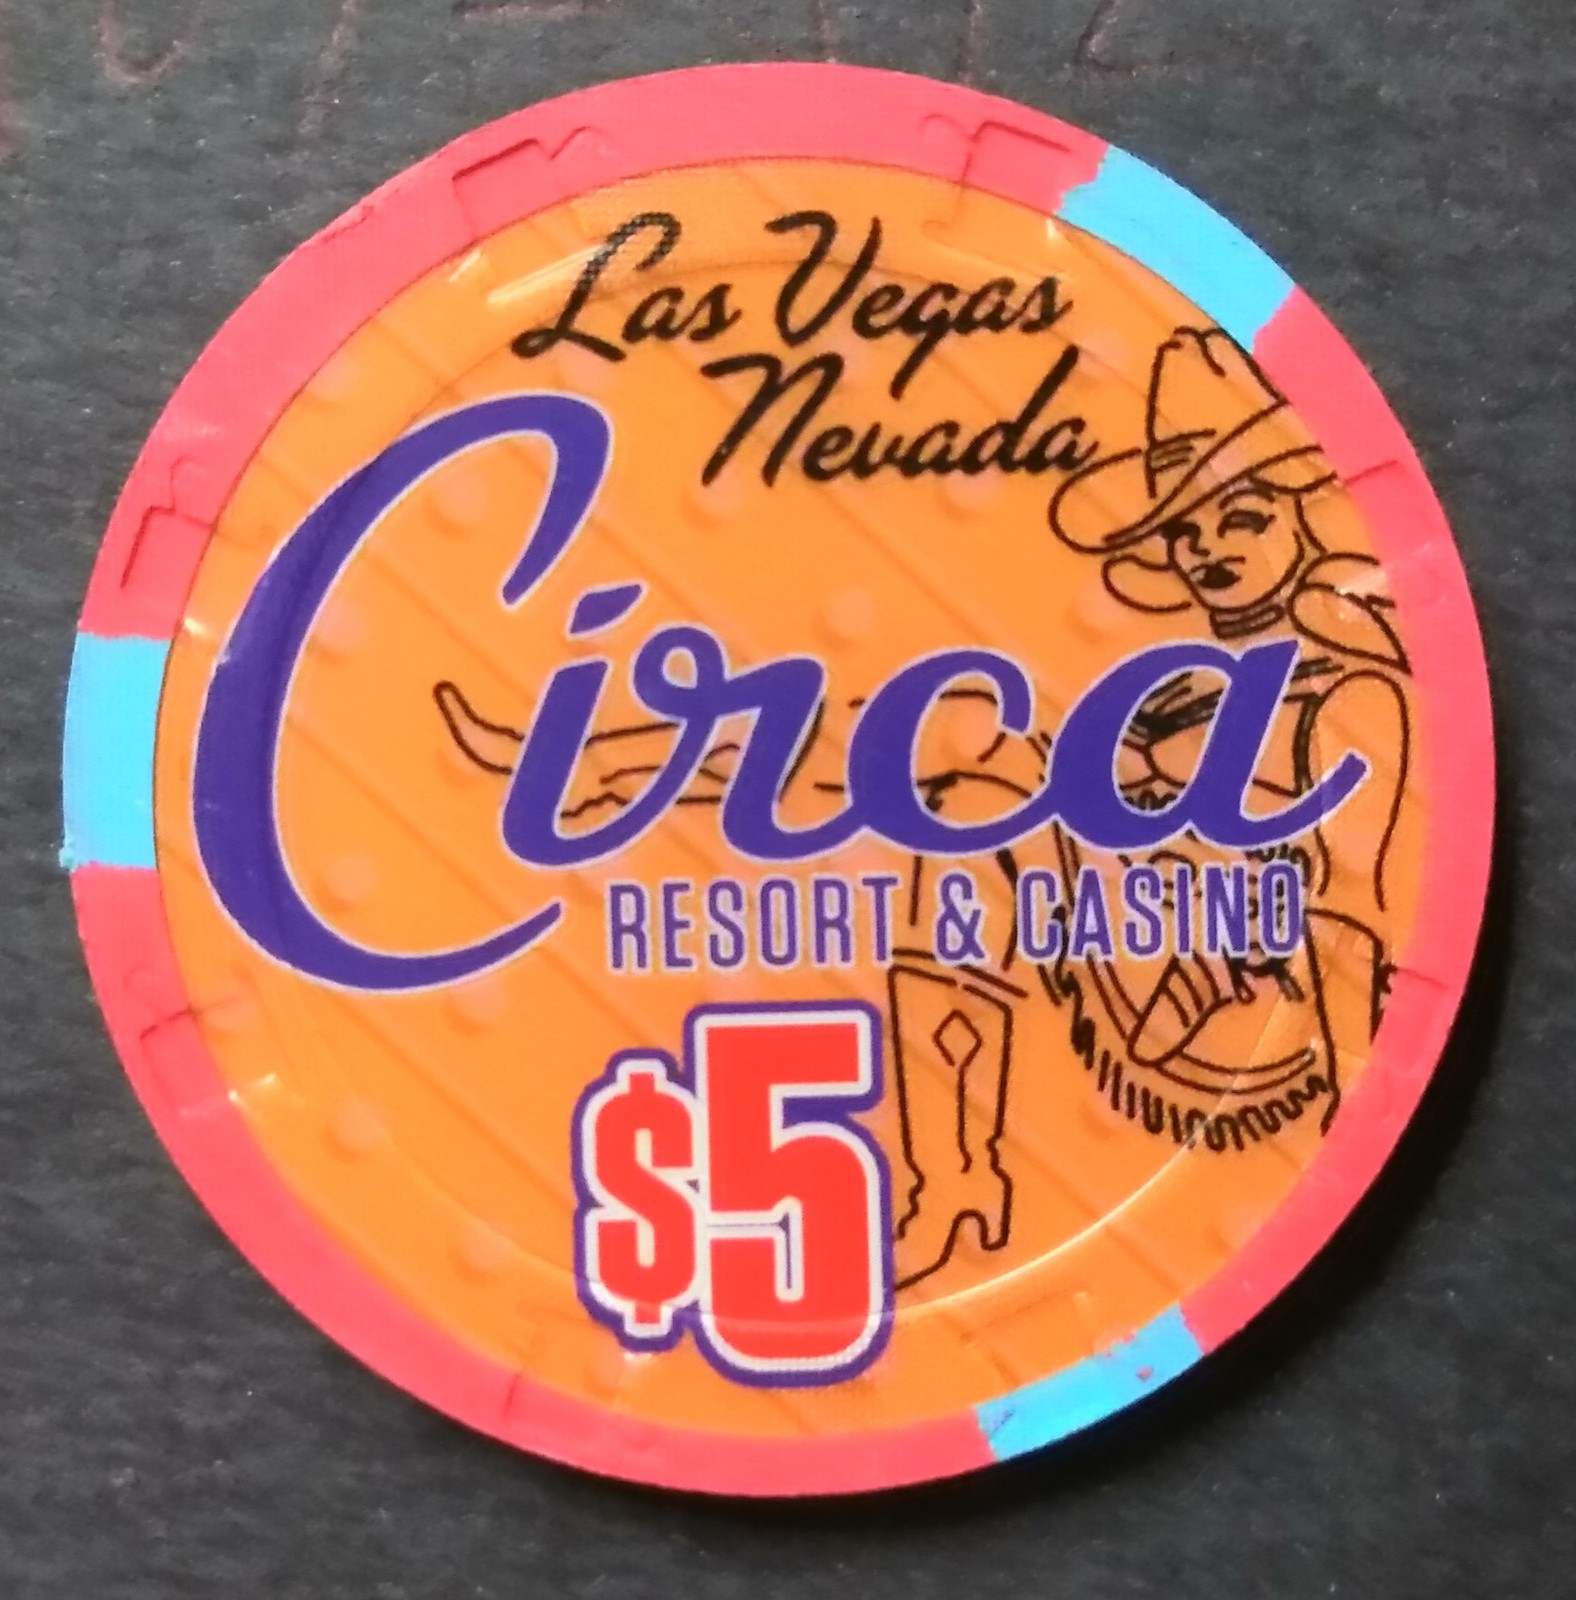 Las Vegas
Nevada
Circa
RESORT & CASINO
$5